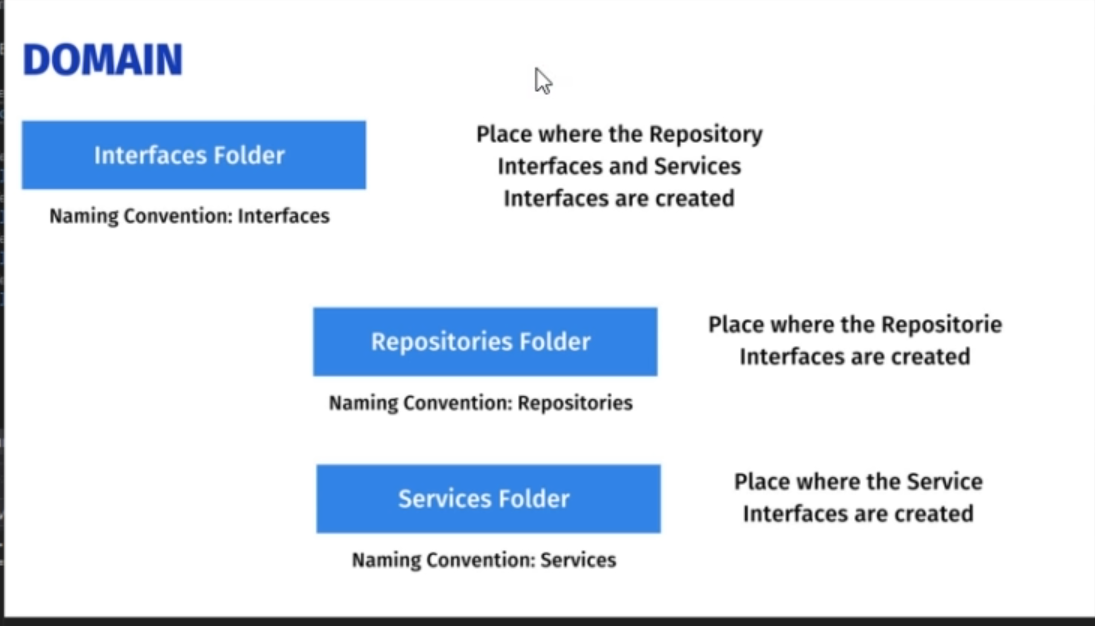 DOMAIN
Interfaces Folder
Naming Convention: Interfaces
Place where the Repository
Interfaces and Services
Interfaces are created
Repositories Folder
Naming Convention: Repositories
Place where the Repositorie
Interfaces are created
Services Folder
Naming Convention: Services
Place where the Service
Interfaces are created